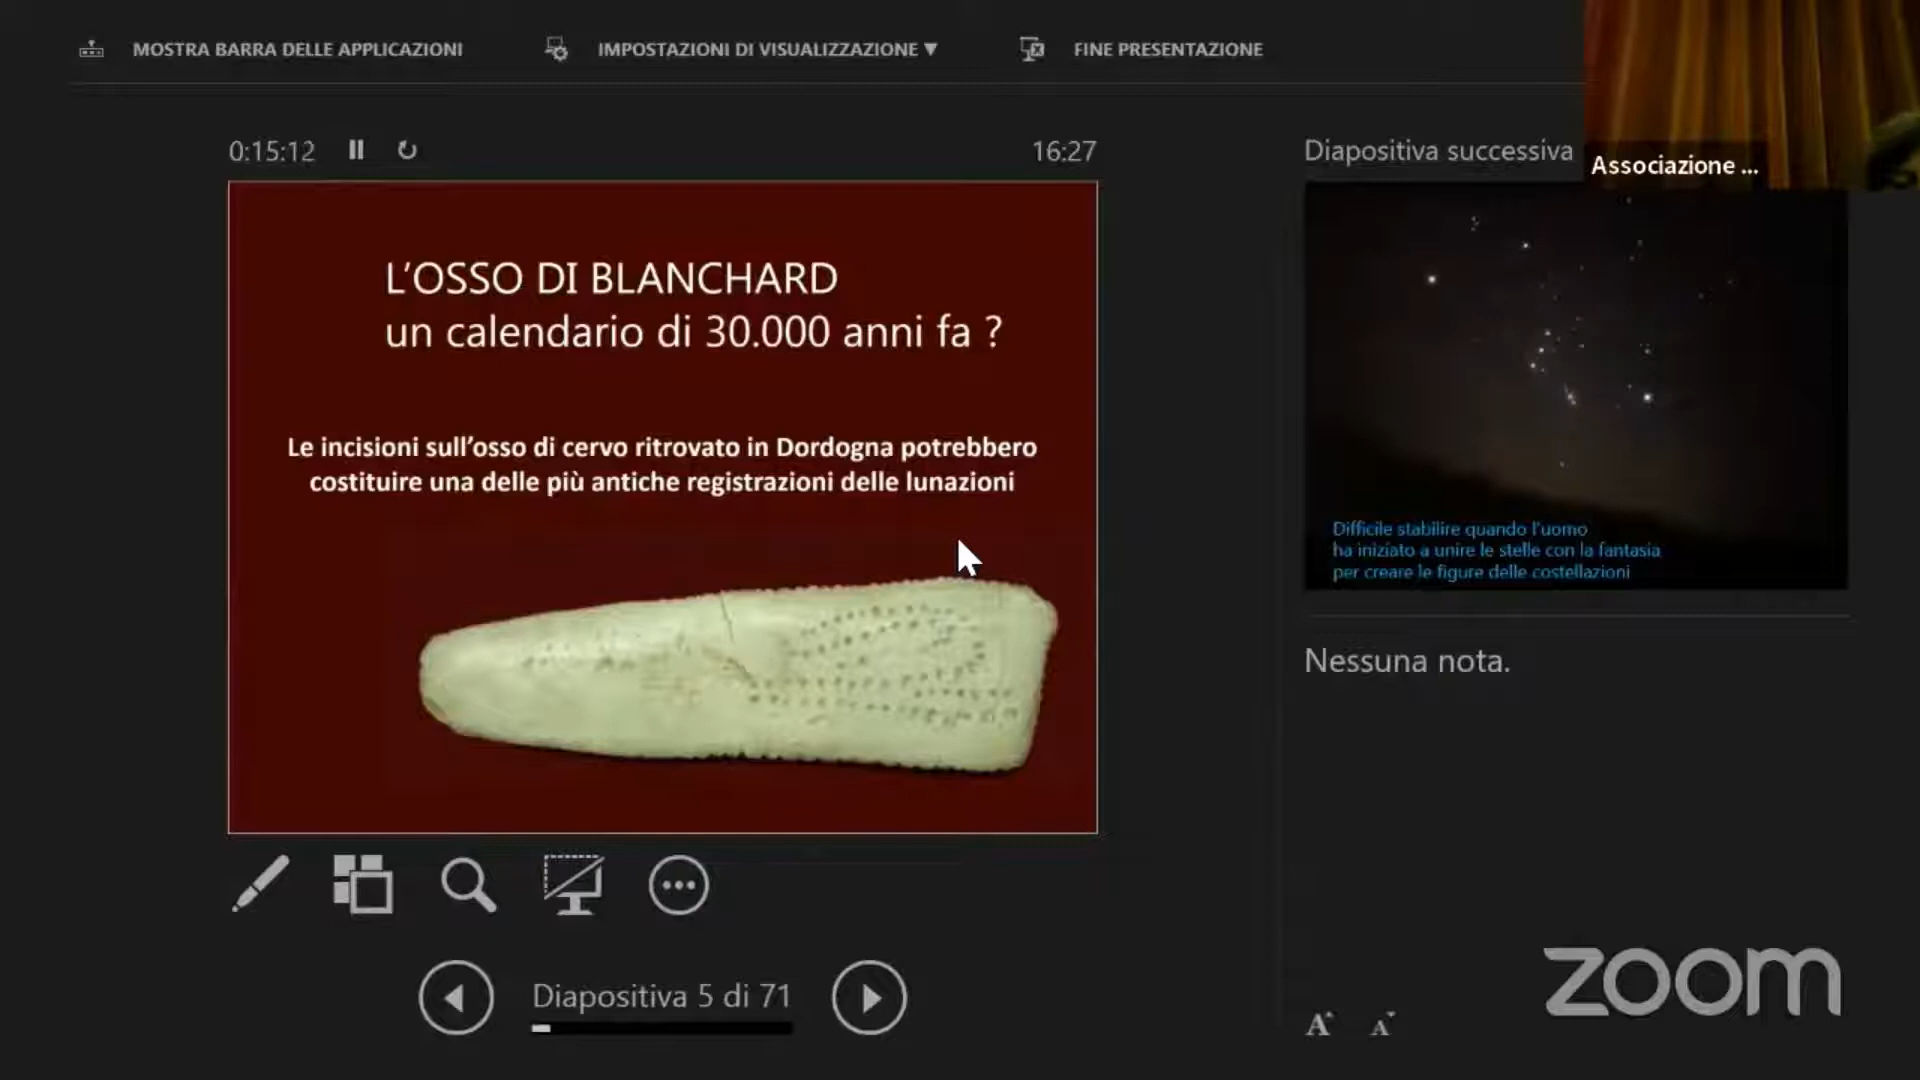 MOSTRA BARRA DELLE APPLICAZIONI
IMPOSTAZIONI DI VISUALIZZAZIONE ▼
FINE PRESENTAZIONE
Associazione ...
0:15:12
16:27
Diapositiva successiva
L'OSSO DI BLANCHARD
un calendario di 30.000 anni fa ?
Le incisioni sull'osso di cervo ritrovato in Dordogna potrebbero
costituire una delle più antiche registrazioni delle lunazioni
Difficile stabilire quando l'uomo
ha iniziato a unire le stelle con la fantasia
per creare le figure delle costellazioni
Nessuna nota.
Diapositiva 5 di 71
A A
zoom